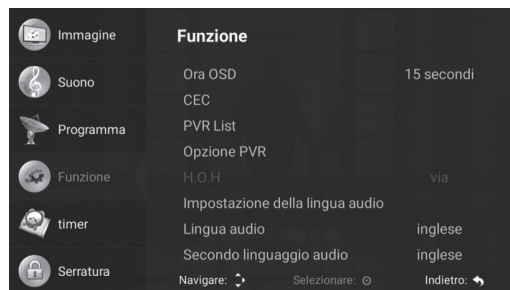 Immagine
Suono
Programma
Funzione
timer
Serratura
Funzione
Ora OSD 15 secondi
CEC
PVR List
Opzione PVR
H.O.H via
Impostazione della lingua audio
Lingua audio inglese
Secondo linguaggio audio inglese
Navigare: Selezionare: Indietro: